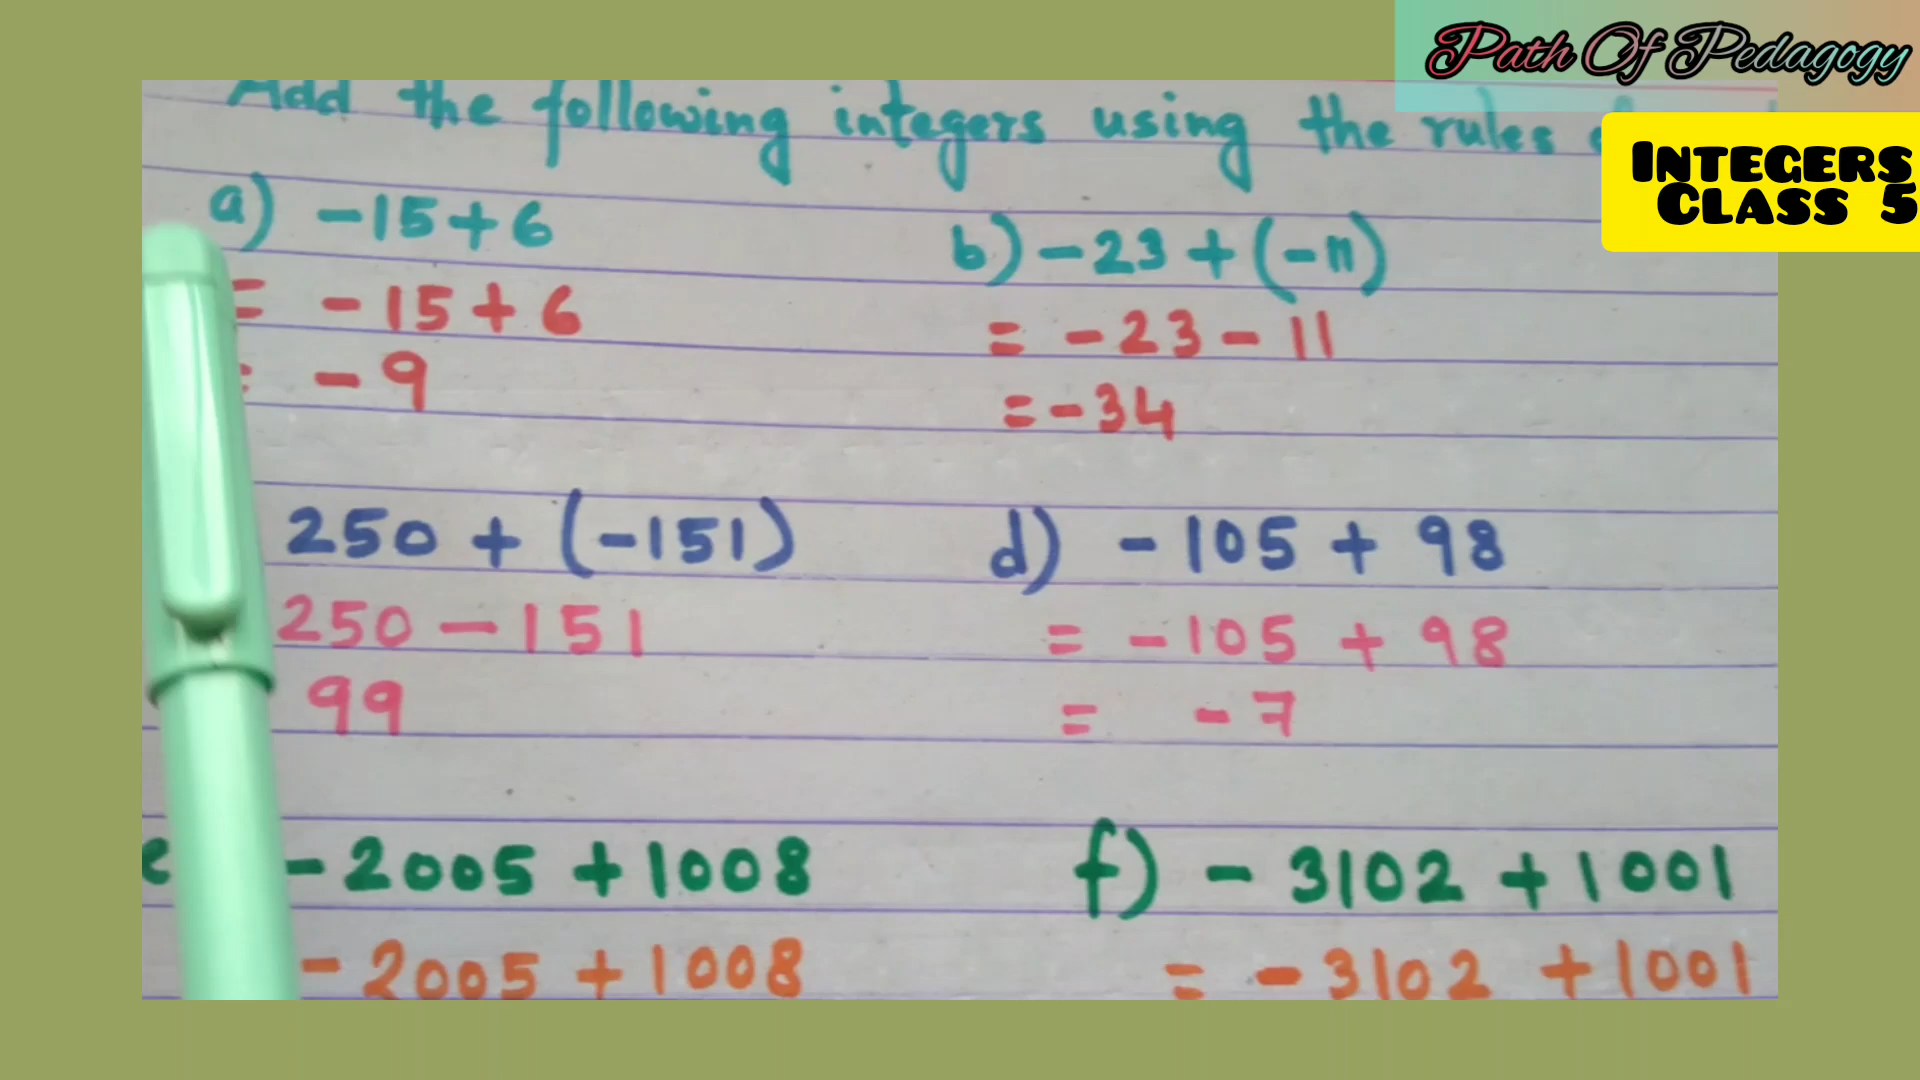 Path Of Pedagogy
INTEGERS
CLASS 5
Add the following integers using the rules
a) -15+6
= -15+6
= -9
b) -23 + (-11)
= -23 - 11
= -34
250 + (-151)
250 - 151
99
d) -105 + 98
= -105 + 98
= -7
e -2005 +1008
-2005 +1008
f) -3102 +1001
= -3102 +1001